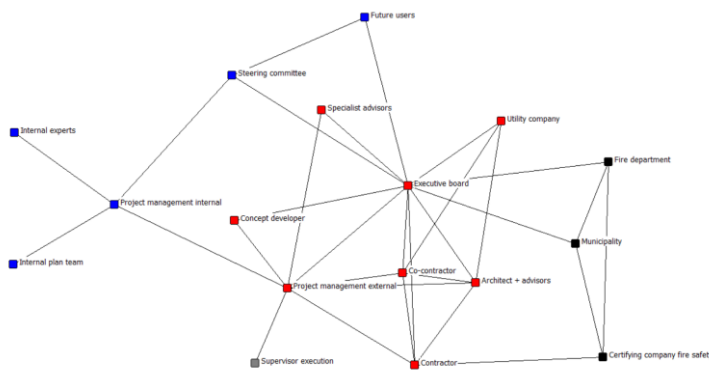 Future users
Steering committee
Specialist advisors
Utility company
Internal experts
Fire department
Executive board
Project management internal
Concept developer
Municipality
Internal plan team
Co-contractor
Architect + advisors
Project management external
Certifying company fire safet
Supervisor execution
Contractor